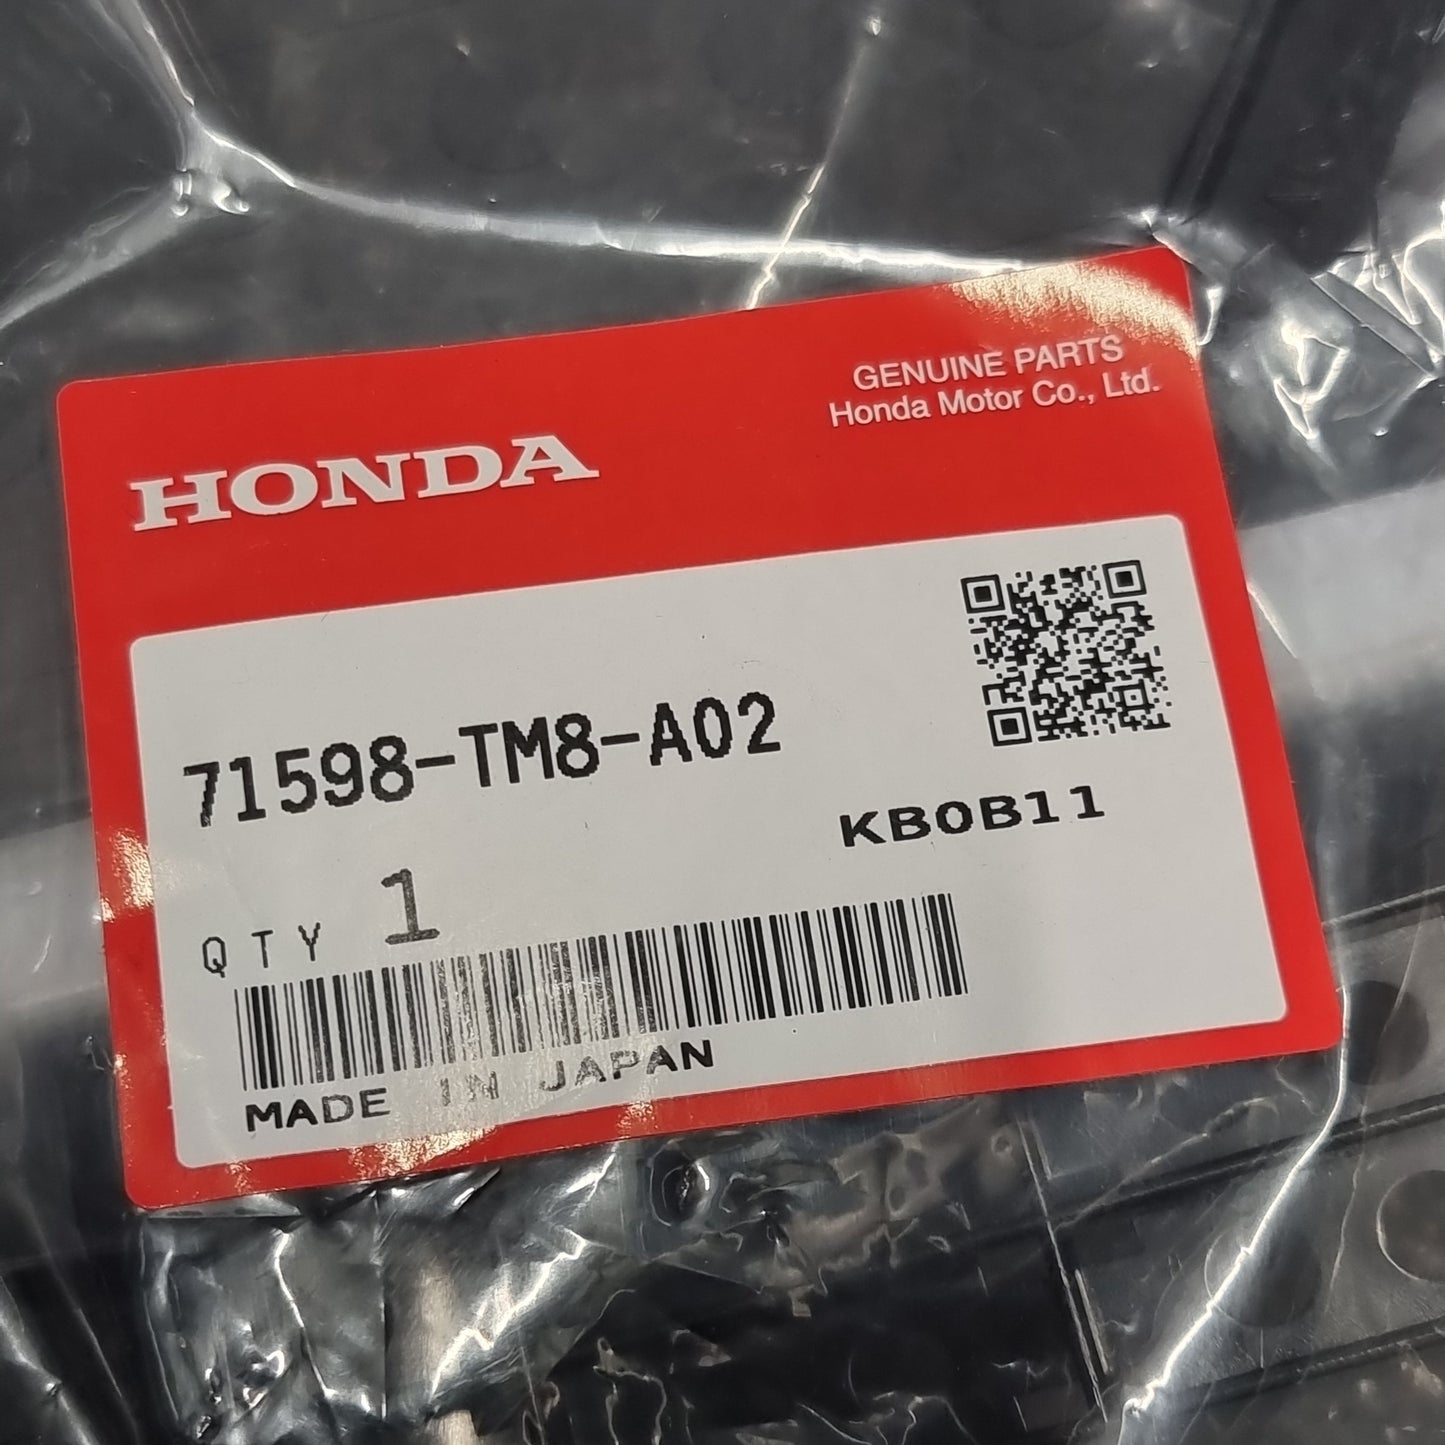 GENUINE PARTS
Honda Motor Co., Ltd.
HONDA
71598-TM8-A02
KB0B11
QTY 1
MADE IN JAPAN